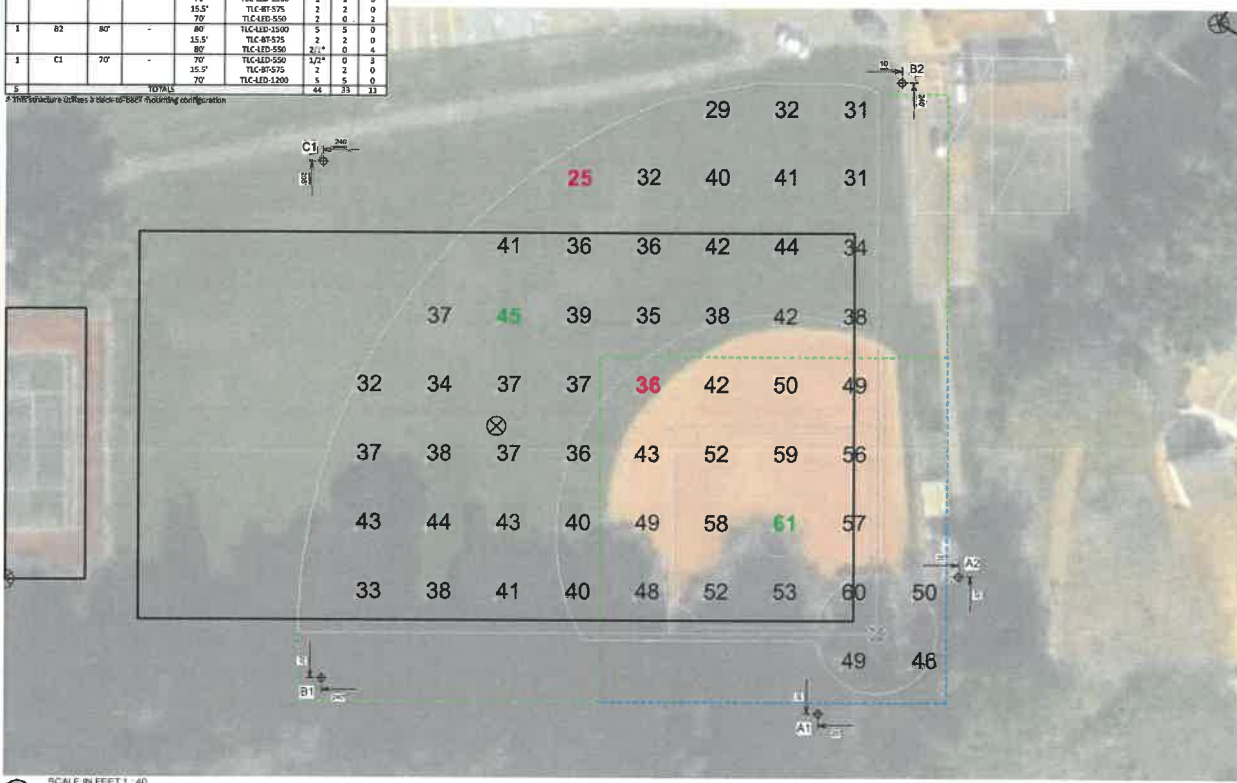 15.5' TLC-BT-575 2 2 0
70' TLC-LED-550 2 0 2
1 B2 80' - 80' TLC-LED-1500 5 5 0
15.5' TLC-BT-575 2 2 0
80' TLC-LED-550 2/2* 0 4
1 C1 70' - 70' TLC-LED-550 1/2* 0 3
15.5' TLC-BT-575 2 2 0
70' TLC-LED-1200 5 5 0
5 TOTALS 44 33 11
* This structure utilizes a back-to-back mounting configuration
B2
10
29 32 31
C1
240
25 32 40 41 31
41 36 36 42 44 34
37 45 39 35 38 42 38
32 34 37 37 36 42 50 49
37 38 37 36 43 52 59 56
43 44 43 40 49 58 61 57
A2
33 38 41 40 48 52 53 60 50
49 46
B1
A1
SCALE IN FEET 1 : 40